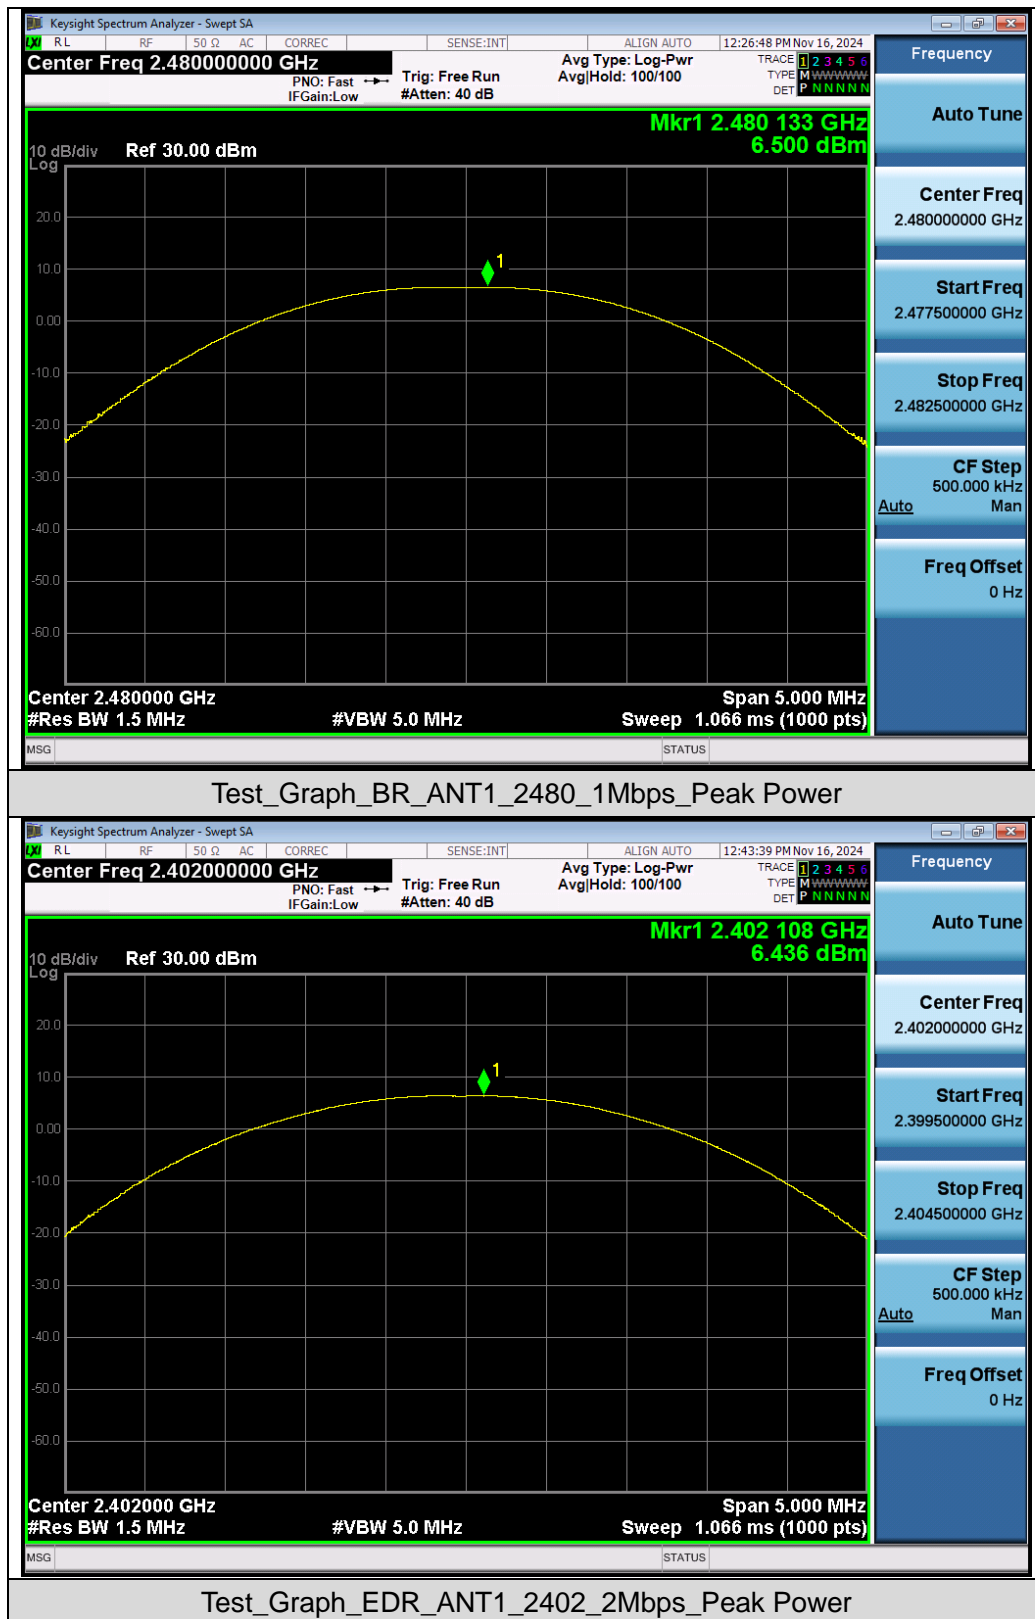 Keysight Spectrum Analyzer - Swept SA
LXI RL RF 50 Ω AC CORREC SENSE:INT ALIGN AUTO 12:26:48 PM Nov 16, 2024
Center Freq 2.480000000 GHz
PNO: Fast
IFGain:Low
Trig: Free Run
#Atten: 40 dB
Avg Type: Log-Pwr
Avg|Hold: 100/100
TRACE 1 2 3 4 5 6
TYPE M WWWWW
DET P N N N N N
Mkr1 2.480 133 GHz
6.500 dBm
10 dB/div Ref 30.00 dBm
Log
20.0
1
10.0
0.00
-10.0
-20.0
-30.0
-40.0
-50.0
-60.0
Center 2.480000 GHz Span 5.000 MHz
#Res BW 1.5 MHz #VBW 5.0 MHz Sweep 1.066 ms (1000 pts)
MSG STATUS
Frequency
Auto Tune
Center Freq
2.480000000 GHz
Start Freq
2.477500000 GHz
Stop Freq
2.482500000 GHz
CF Step
500.000 kHz
Auto Man
Freq Offset
0 Hz
Test_Graph_BR_ANT1_2480_1Mbps_Peak Power
Keysight Spectrum Analyzer - Swept SA
LXI RL RF 50 Ω AC CORREC SENSE:INT ALIGN AUTO 12:43:39 PM Nov 16, 2024
Center Freq 2.402000000 GHz
PNO: Fast
IFGain:Low
Trig: Free Run
#Atten: 40 dB
Avg Type: Log-Pwr
Avg|Hold: 100/100
TRACE 1 2 3 4 5 6
TYPE M WWWWW
DET P N N N N N
Mkr1 2.402 108 GHz
6.436 dBm
10 dB/div Ref 30.00 dBm
Log
20.0
1
10.0
0.00
-10.0
-20.0
-30.0
-40.0
-50.0
-60.0
Center 2.402000 GHz Span 5.000 MHz
#Res BW 1.5 MHz #VBW 5.0 MHz Sweep 1.066 ms (1000 pts)
MSG STATUS
Frequency
Auto Tune
Center Freq
2.402000000 GHz
Start Freq
2.399500000 GHz
Stop Freq
2.404500000 GHz
CF Step
500.000 kHz
Auto Man
Freq Offset
0 Hz
Test_Graph_EDR_ANT1_2402_2Mbps_Peak Power